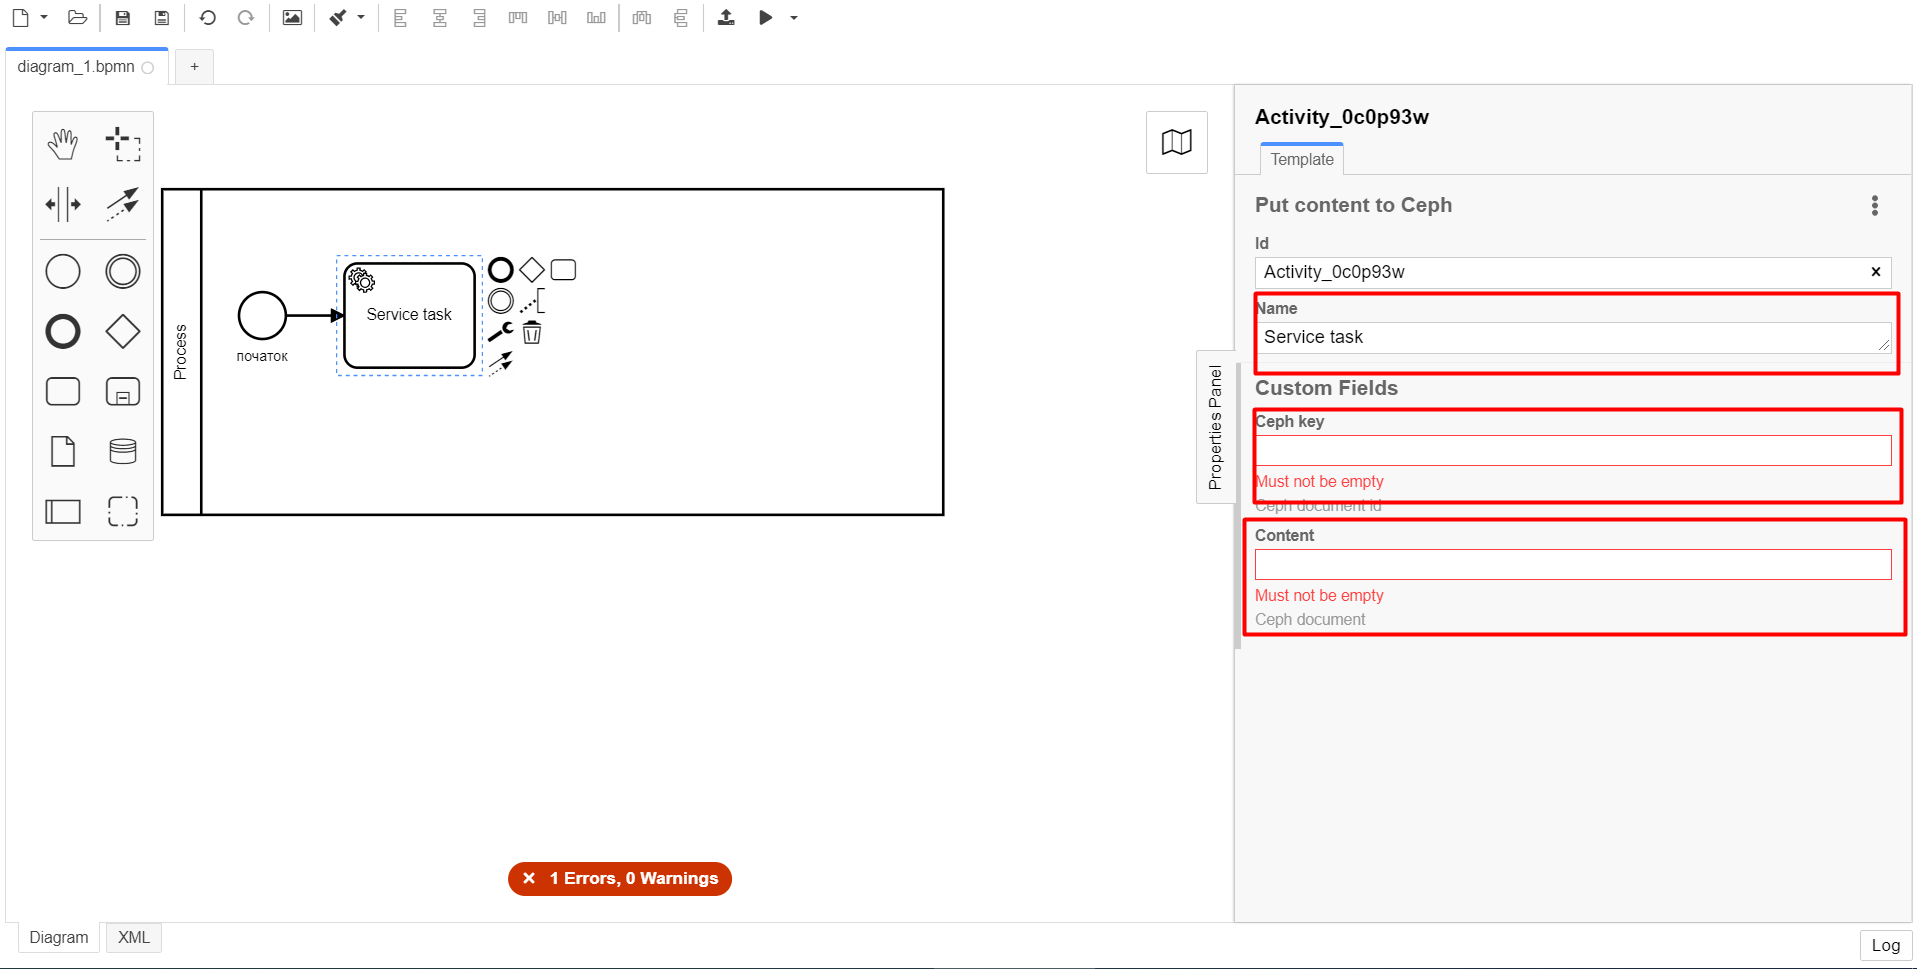 diagram_1.bpmn
+
Activity_0c0p93w
Template
Put content to Ceph
Id
Activity_0c0p93w
Name
Service task
Custom Fields
Ceph key
Must not be empty
Ceph document id
Content
Must not be empty
Ceph document
Properties Panel
Process
початок
Service task
1 Errors, 0 Warnings
Diagram
XML
Log